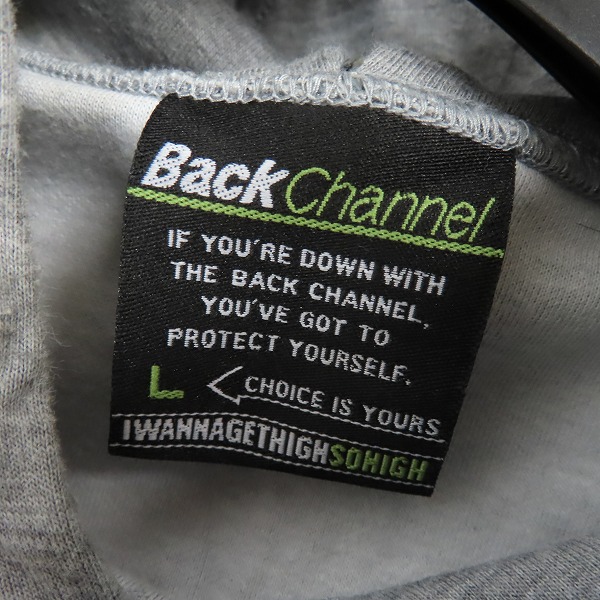 BackChannel
IF YOU'RE DOWN WITH
THE BACK CHANNEL,
YOU'VE GOT TO
PROTECT YOURSELF.
L CHOICE IS YOURS
IWANNAGETHIGHSOHIGH